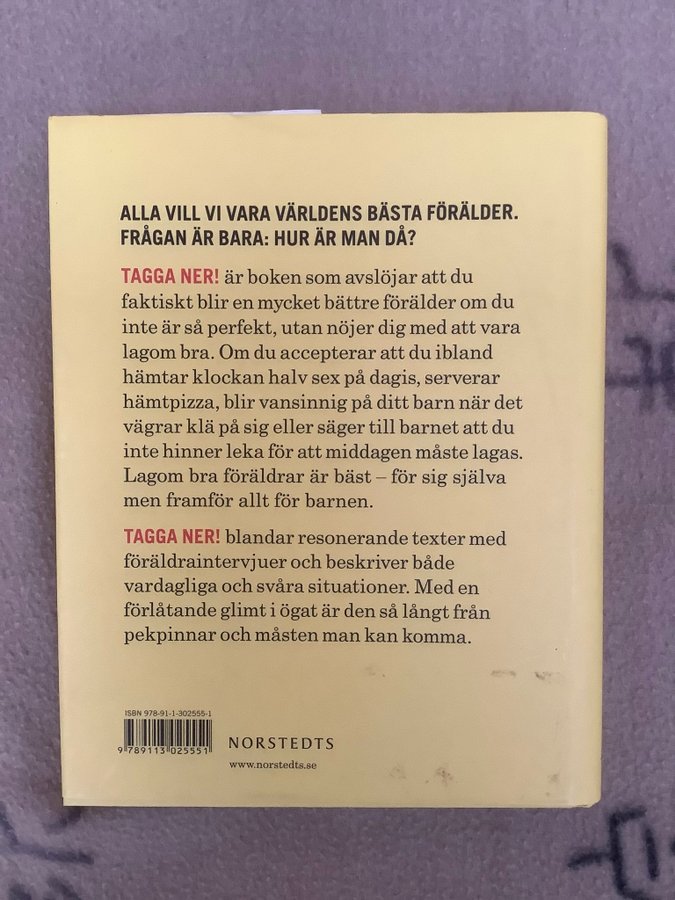 ALLA VILL VI VARA VÄRLDENS BÄSTA FÖRÄLDER.
FRÅGAN ÄR BARA: HUR ÄR MAN DÅ?
TAGGA NER! är boken som avslöjar att du
faktiskt blir en mycket bättre förälder om du
inte är så perfekt, utan nöjer dig med att vara
lagom bra. Om du accepterar att du ibland
hämtar klockan halv sex på dagis, serverar
hämtpizza, blir vansinnig på ditt barn när det
vägrar klä på sig eller säger till barnet att du
inte hinner leka för att middagen måste lagas.
Lagom bra föräldrar är bäst – för sig själva
men framför allt för barnen.
TAGGA NER! blandar resonerande texter med
föräldraintervjuer och beskriver både
vardagliga och svåra situationer. Med en
förlåtande glimt i ögat är den så långt från
pekpinnar och måsten man kan komma.
ISBN 978-91-1-302555-1
9 789113 025551
NORSTEDTS
www.norstedts.se